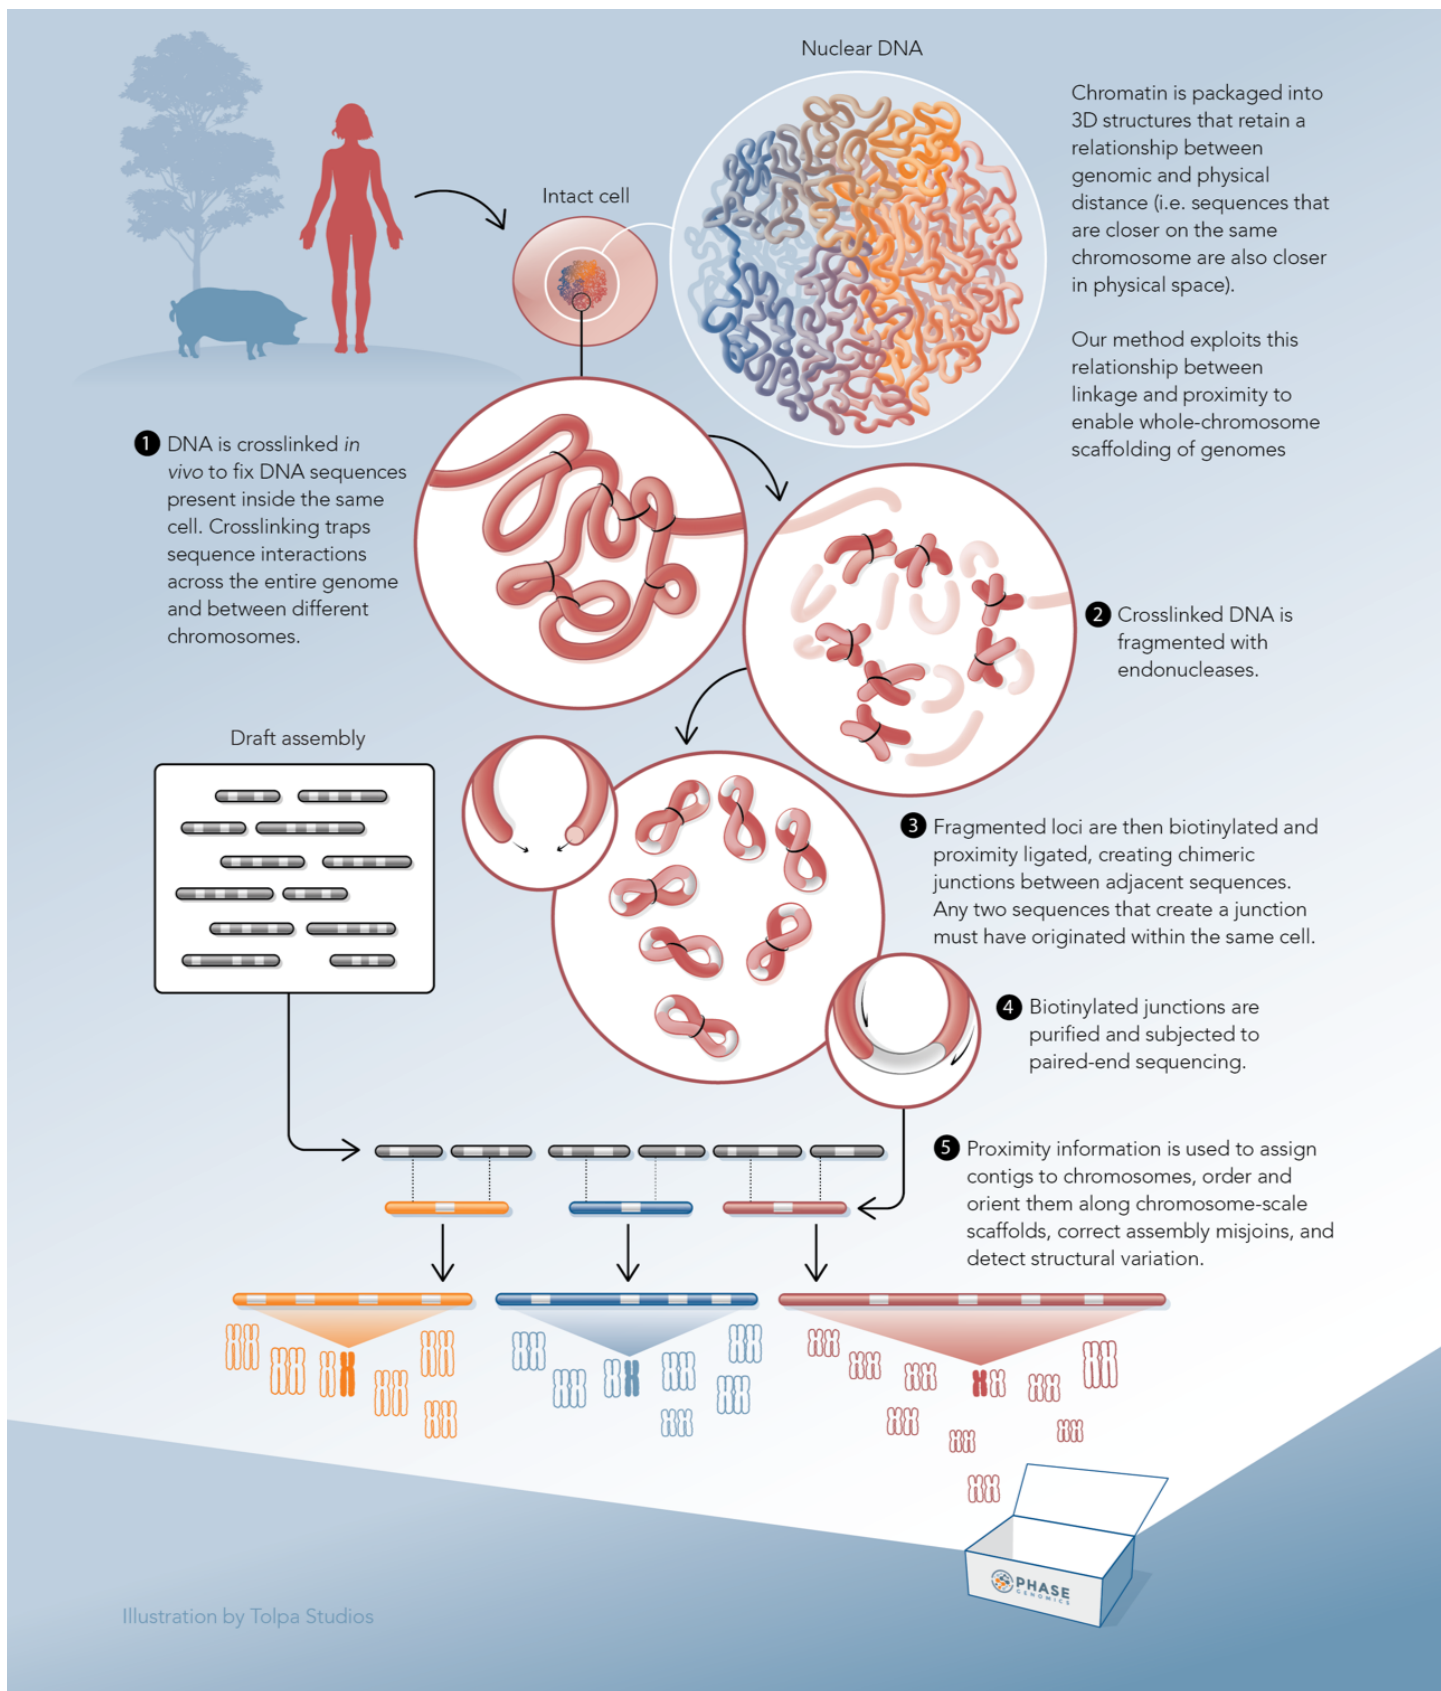 Nuclear DNA
Chromatin is packaged into
3D structures that retain a
relationship between
genomic and physical
distance (i.e. sequences that
are closer on the same
chromosome are also closer
in physical space).
Our method exploits this
relationship between
linkage and proximity to
enable whole-chromosome
scaffolding of genomes
Intact cell
1 DNA is crosslinked in
vivo to fix DNA sequences
present inside the same
cell. Crosslinking traps
sequence interactions
across the entire genome
and between different
chromosomes.
2 Crosslinked DNA is
fragmented with
endonucleases.
Draft assembly
3 Fragmented loci are then biotinylated and
proximity ligated, creating chimeric
junctions between adjacent sequences.
Any two sequences that create a junction
must have originated within the same cell.
4 Biotinylated junctions are
purified and subjected to
paired-end sequencing.
5 Proximity information is used to assign
contigs to chromosomes, order and
orient them along chromosome-scale
scaffolds, correct assembly misjoins, and
detect structural variation.
PHASE
GENOMICS
Illustration by Tolpa Studios